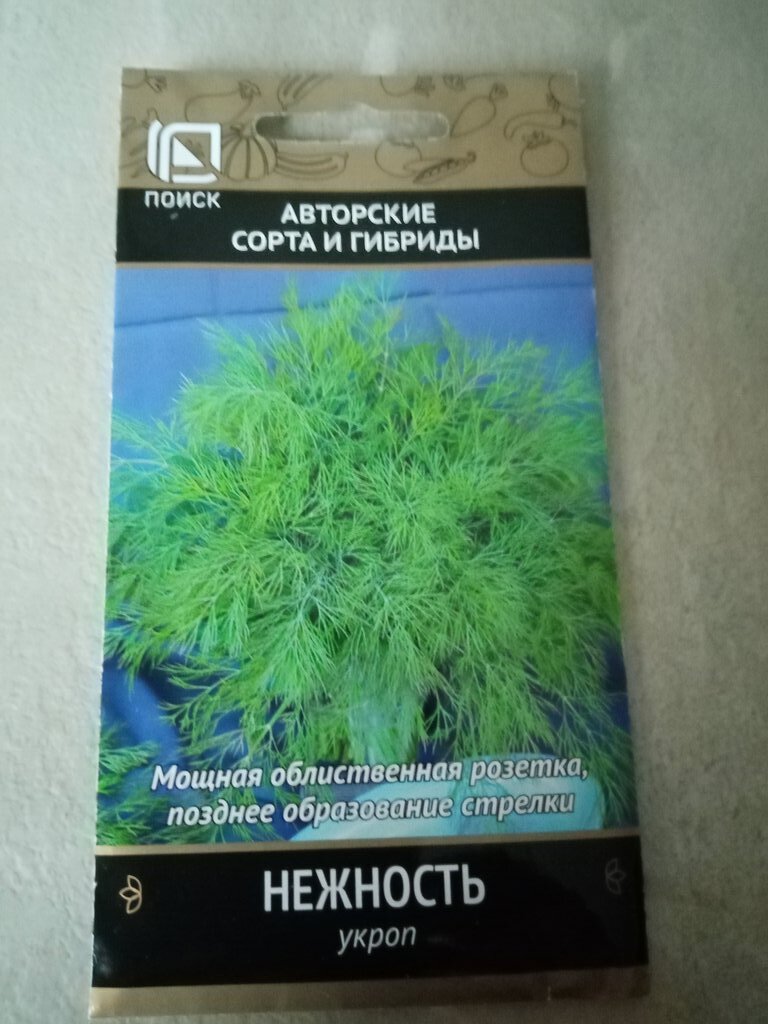 ПОИСК
АВТОРСКИЕ
СОРТА И ГИБРИДЫ
Мощная облиственная розетка,
позднее образование стрелки
НЕЖНОСТЬ
укроп